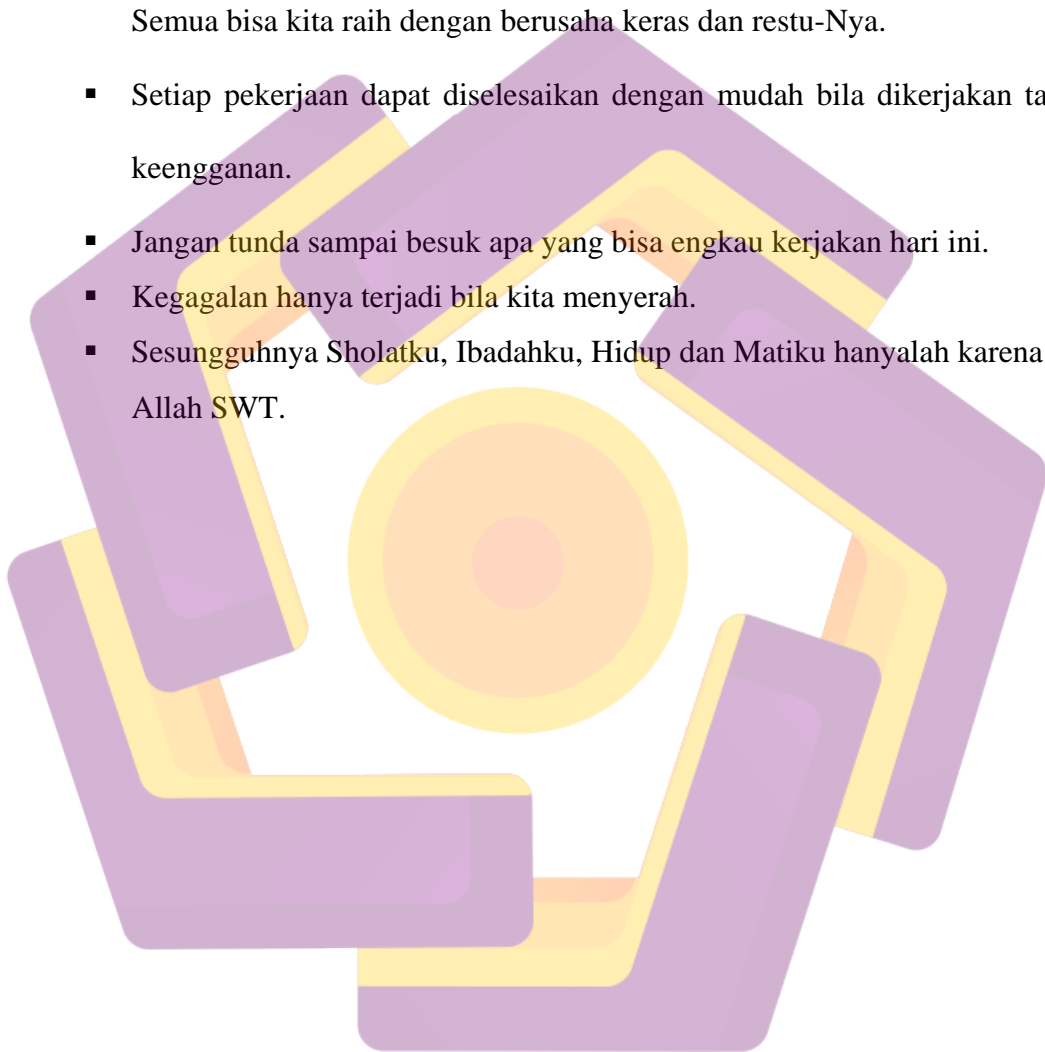 Semua bisa kita raih dengan berusaha keras dan restu-Nya.
▪ Setiap pekerjaan dapat diselesaikan dengan mudah bila dikerjakan
keengganan.
▪ Jangan tunda sampai besuk apa yang bisa engkau kerjakan hari ini.
▪ Kegagalan hanya terjadi bila kita menyerah.
▪ Sesungguhnya Sholatku, Ibadahku, Hidup dan Matiku hanyalah karena
Allah SWT.